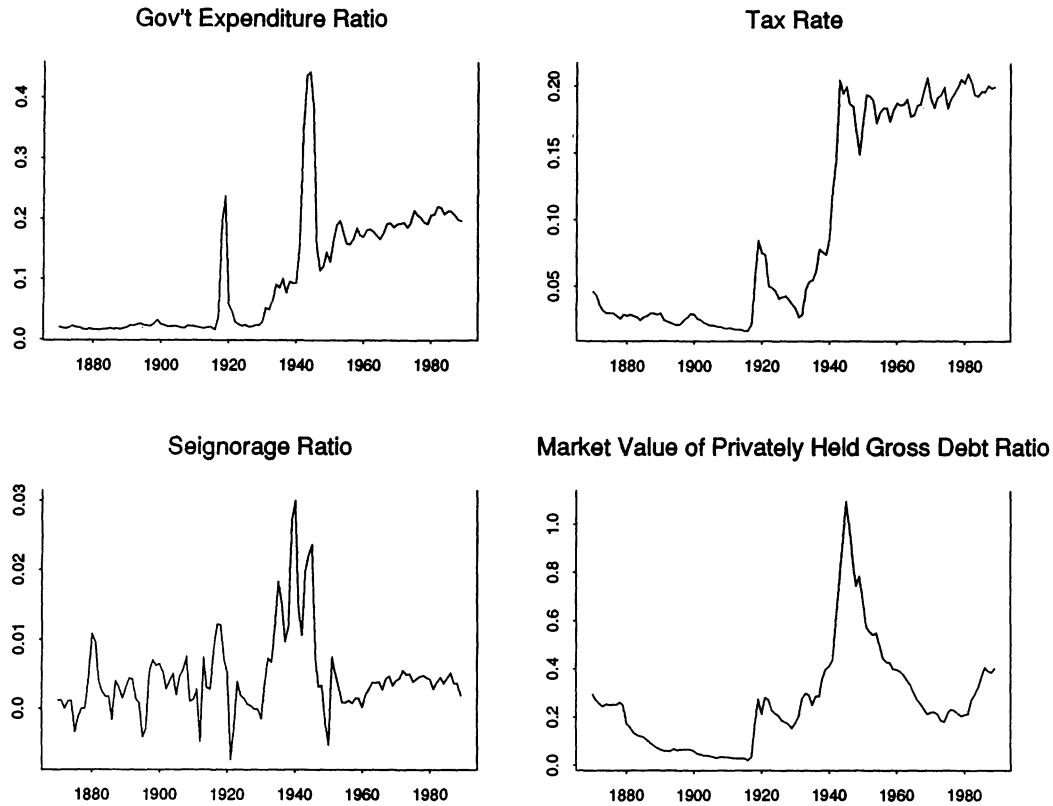 Gov't Expenditure Ratio
0.4
0.3
0.2
0.1
0.0
1880 1900 1920 1940 1960 1980
Tax Rate
0.20
0.15
0.10
0.05
1880 1900 1920 1940 1960 1980
Seignorage Ratio
0.03
0.02
0.01
0.0
1880 1900 1920 1940 1960 1980
Market Value of Privately Held Gross Debt Ratio
1.0
0.8
0.6
0.4
0.2
0.0
1880 1900 1920 1940 1960 1980